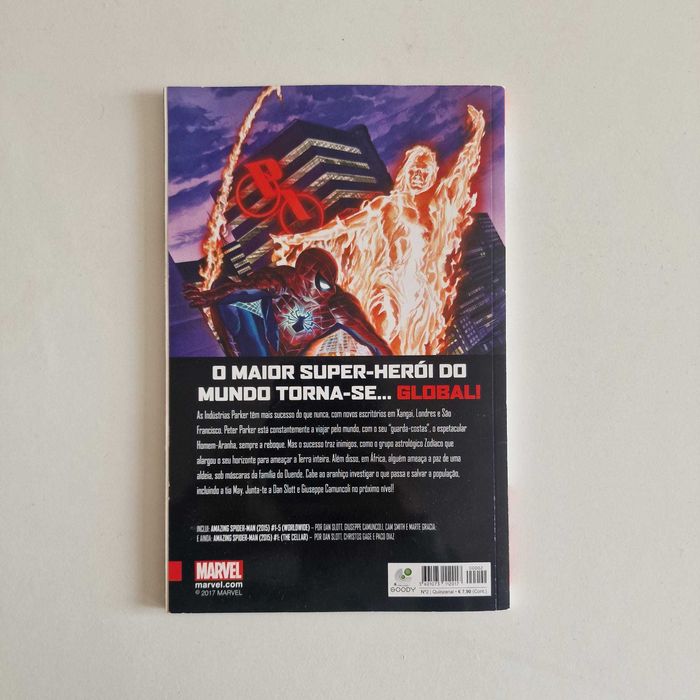 O MAIOR SUPER-HERÓI DO
MUNDO TORNA-SE... GLOBAL!
As Indústrias Parker têm mais sucesso do que nunca, com novos escritórios em Xangai, Londres e São
Francisco. Peter Parker está constantemente a viajar pelo mundo, com o seu "guarda-costas", o espetacular
Homem-Aranha, sempre a reboque. Mas o sucesso traz inimigos, como o grupo astrológico Zodíaco que
alargou o seu horizonte para ameaçar a Terra inteira. Além disso, em África, alguém ameaça a paz de uma
aldeia, sob máscaras da família do Duende. Cabe ao aranhiço investigar o que passa e salvar a população,
incluindo a tia May. Junta-te a Dan Slott e Giuseppe Camuncoli no próximo nível!
INCLUI: AMAZING SPIDER-MAN (2015) #1-5 (WORLDWIDE) – POR DAN SLOTT, GIUSEPPE CAMUNCOLI, CAM SMITH E MARTE GRACIA;
E AINDA: AMAZING SPIDER-MAN (2015) #1: (THE CELLAR) – POR DAN SLOTT, CHRISTOS GAGE E PACO DIAZ
MARVEL
marvel.com
© 2017 MARVEL
GOODY
00002
Nº2 | Quinzenal • € 7,90 (Cont.)